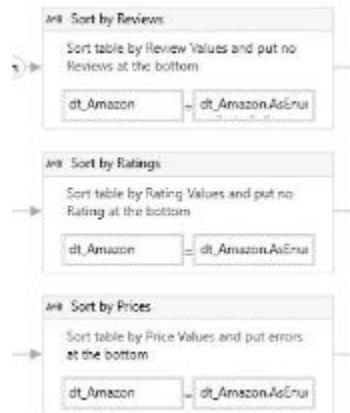 A+B Sort by Reviews
Sort table by Review Values and put no
Reviews at the bottom
dt_Amazon = dt_Amazon.AsEnu
A+B Sort by Ratings
Sort table by Rating Values and put no
Rating at the bottom
dt_Amazon = dt_Amazon.AsEnu
A+B Sort by Prices
Sort table by Price Values and put errors
at the bottom
dt_Amazon = dt_Amazon.AsEnu